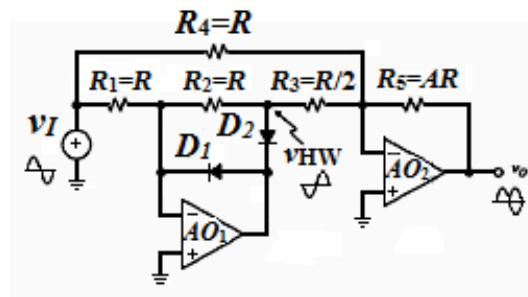 R4=R
R1=R R2=R R3=R/2 R5=AR
vI D1 D2 vHW
− AO2 + vo
− AO1 +